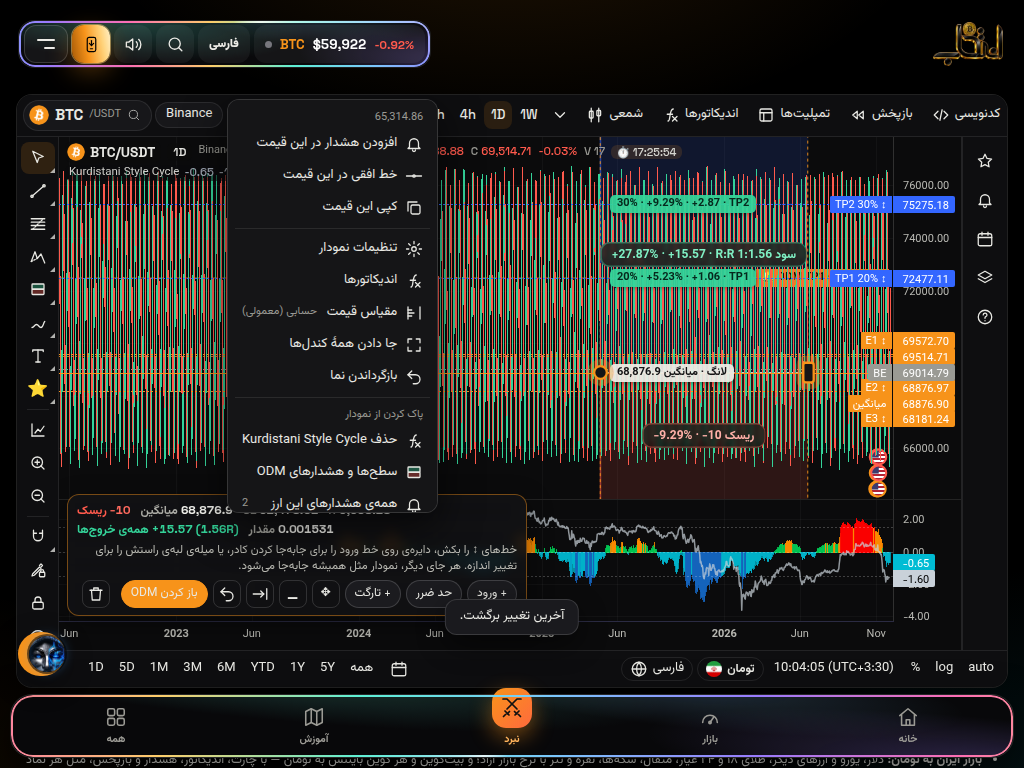 BTC $59,922 -0.92%
فارسی
BTC /USDT
Binance
4h 1D 1W
شمعی
اندیکاتورها
تمپلیت‌ها
بازپخش
کدنویسی
BTC/USDT 1D
C 69,514.71 -0.03%
17:25:54
Kurdistani Style Cycle -0.65
65,314.86
افزودن هشدار در این قیمت
خط افقی در این قیمت
کپی این قیمت
تنظیمات نمودار
اندیکاتورها
مقیاس قیمت حسابی (معمولی)
جا دادن همهٔ کندل‌ها
بازگرداندن نما
پاک کردن از نمودار
حذف Kurdistani Style Cycle
سطح‌ها و هشدارهای ODM
همه‌ی هشدارهای این ارز 2
30% · +9.29% · +2.87 · TP2
سود +27.87% · +15.57 · R:R 1:1.56
20% · +5.23% · +1.06 · TP1
لانگ · میانگین 68,876.9
ریسک 10− · 9.29%−
76000.00
TP2 30% ↕ 75275.18
74000.00
TP1 20% ↕ 72477.11
72000.00
E1 ↕ 69572.70
69514.71
BE 69014.79
E2 ↕ 68876.97
میانگین 68876.90
E3 ↕ 68181.24
66000.00
2.00
0.00
-0.65
-1.60
-4.00
میانگین 68,876.9
ریسک 10−
مقدار 0.001531
همه‌ی خروج‌ها +15.57 (1.56R)
خط‌های ↕ را بکش، دایره‌ی روی خط ورود را برای جابه‌جا کردن کادر، یا میله‌ی لبه‌ی راستش را برای
تغییر اندازه. هر جای دیگر، نمودار مثل همیشه جابه‌جا می‌شود.
باز کردن ODM
+ تارگت
حد ضرر
+ ورود
آخرین تغییر برگشت.
Jun 2023 Jun 2024 Jun Jun 2026 Jun Nov
1D 5D 1M 3M 6M YTD 1Y 5Y همه
فارسی
تومان
10:04:05 (UTC+3:30)
% log auto
خانه
بازار
نبرد
آموزش
همه